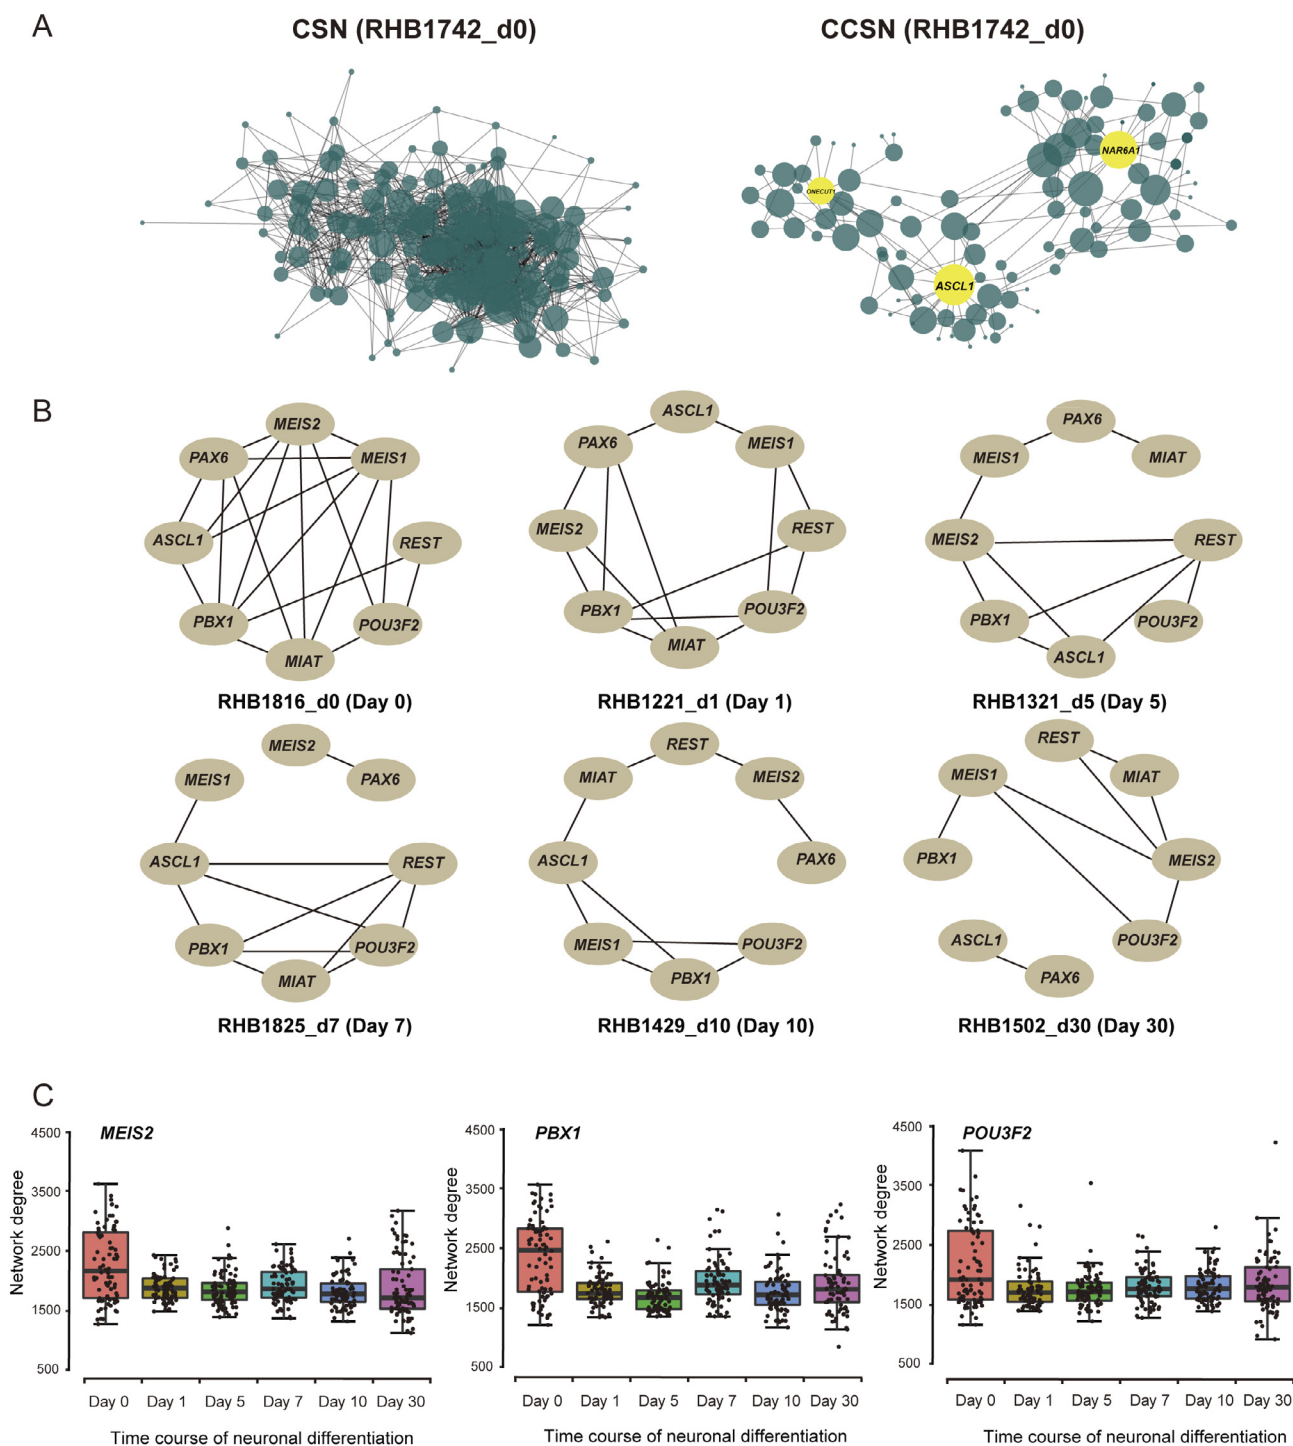 A
CSN (RHB1742_d0)
CCSN (RHB1742_d0)
NAR6A1
ONECUT1
ASCL1
B
MEIS2
PAX6
MEIS1
ASCL1
REST
PBX1
POU3F2
MIAT
RHB1816_d0 (Day 0)
ASCL1
PAX6
MEIS1
MEIS2
REST
PBX1
POU3F2
MIAT
RHB1221_d1 (Day 1)
PAX6
MEIS1
MIAT
MEIS2
REST
PBX1
POU3F2
ASCL1
RHB1321_d5 (Day 5)
MEIS2
MEIS1
PAX6
ASCL1
REST
PBX1
POU3F2
MIAT
RHB1825_d7 (Day 7)
REST
MIAT
MEIS2
ASCL1
PAX6
MEIS1
POU3F2
PBX1
RHB1429_d10 (Day 10)
REST
MEIS1
MIAT
PBX1
MEIS2
ASCL1
POU3F2
PAX6
RHB1502_d30 (Day 30)
C
MEIS2
Network degree
4500
3500
2500
1500
500
Day 0 Day 1 Day 5 Day 7 Day 10 Day 30
Time course of neuronal differentiation
PBX1
Network degree
4500
3500
2500
1500
500
Day 0 Day 1 Day 5 Day 7 Day 10 Day 30
Time course of neuronal differentiation
POU3F2
Network degree
4500
3500
2500
1500
500
Day 0 Day 1 Day 5 Day 7 Day 10 Day 30
Time course of neuronal differentiation